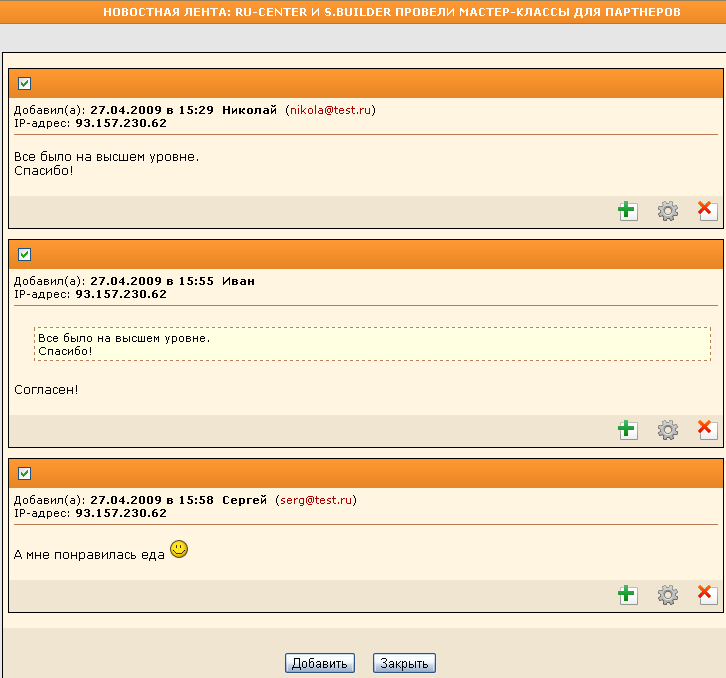 НОВОСТНАЯ ЛЕНТА: RU-CENTER И S.BUILDER ПРОВЕЛИ МАСТЕР-КЛАССЫ ДЛЯ ПАРТНЕРОВ
Добавил(а): 27.04.2009 в 15:29 Николай (nikola@test.ru)
IP-адрес: 93.157.230.62
Все было на высшем уровне.
Спасибо!
Добавил(а): 27.04.2009 в 15:55 Иван
IP-адрес: 93.157.230.62
Все было на высшем уровне.
Спасибо!
Согласен!
Добавил(а): 27.04.2009 в 15:58 Сергей (serg@test.ru)
IP-адрес: 93.157.230.62
А мне понравилась еда
Добавить Закрыть